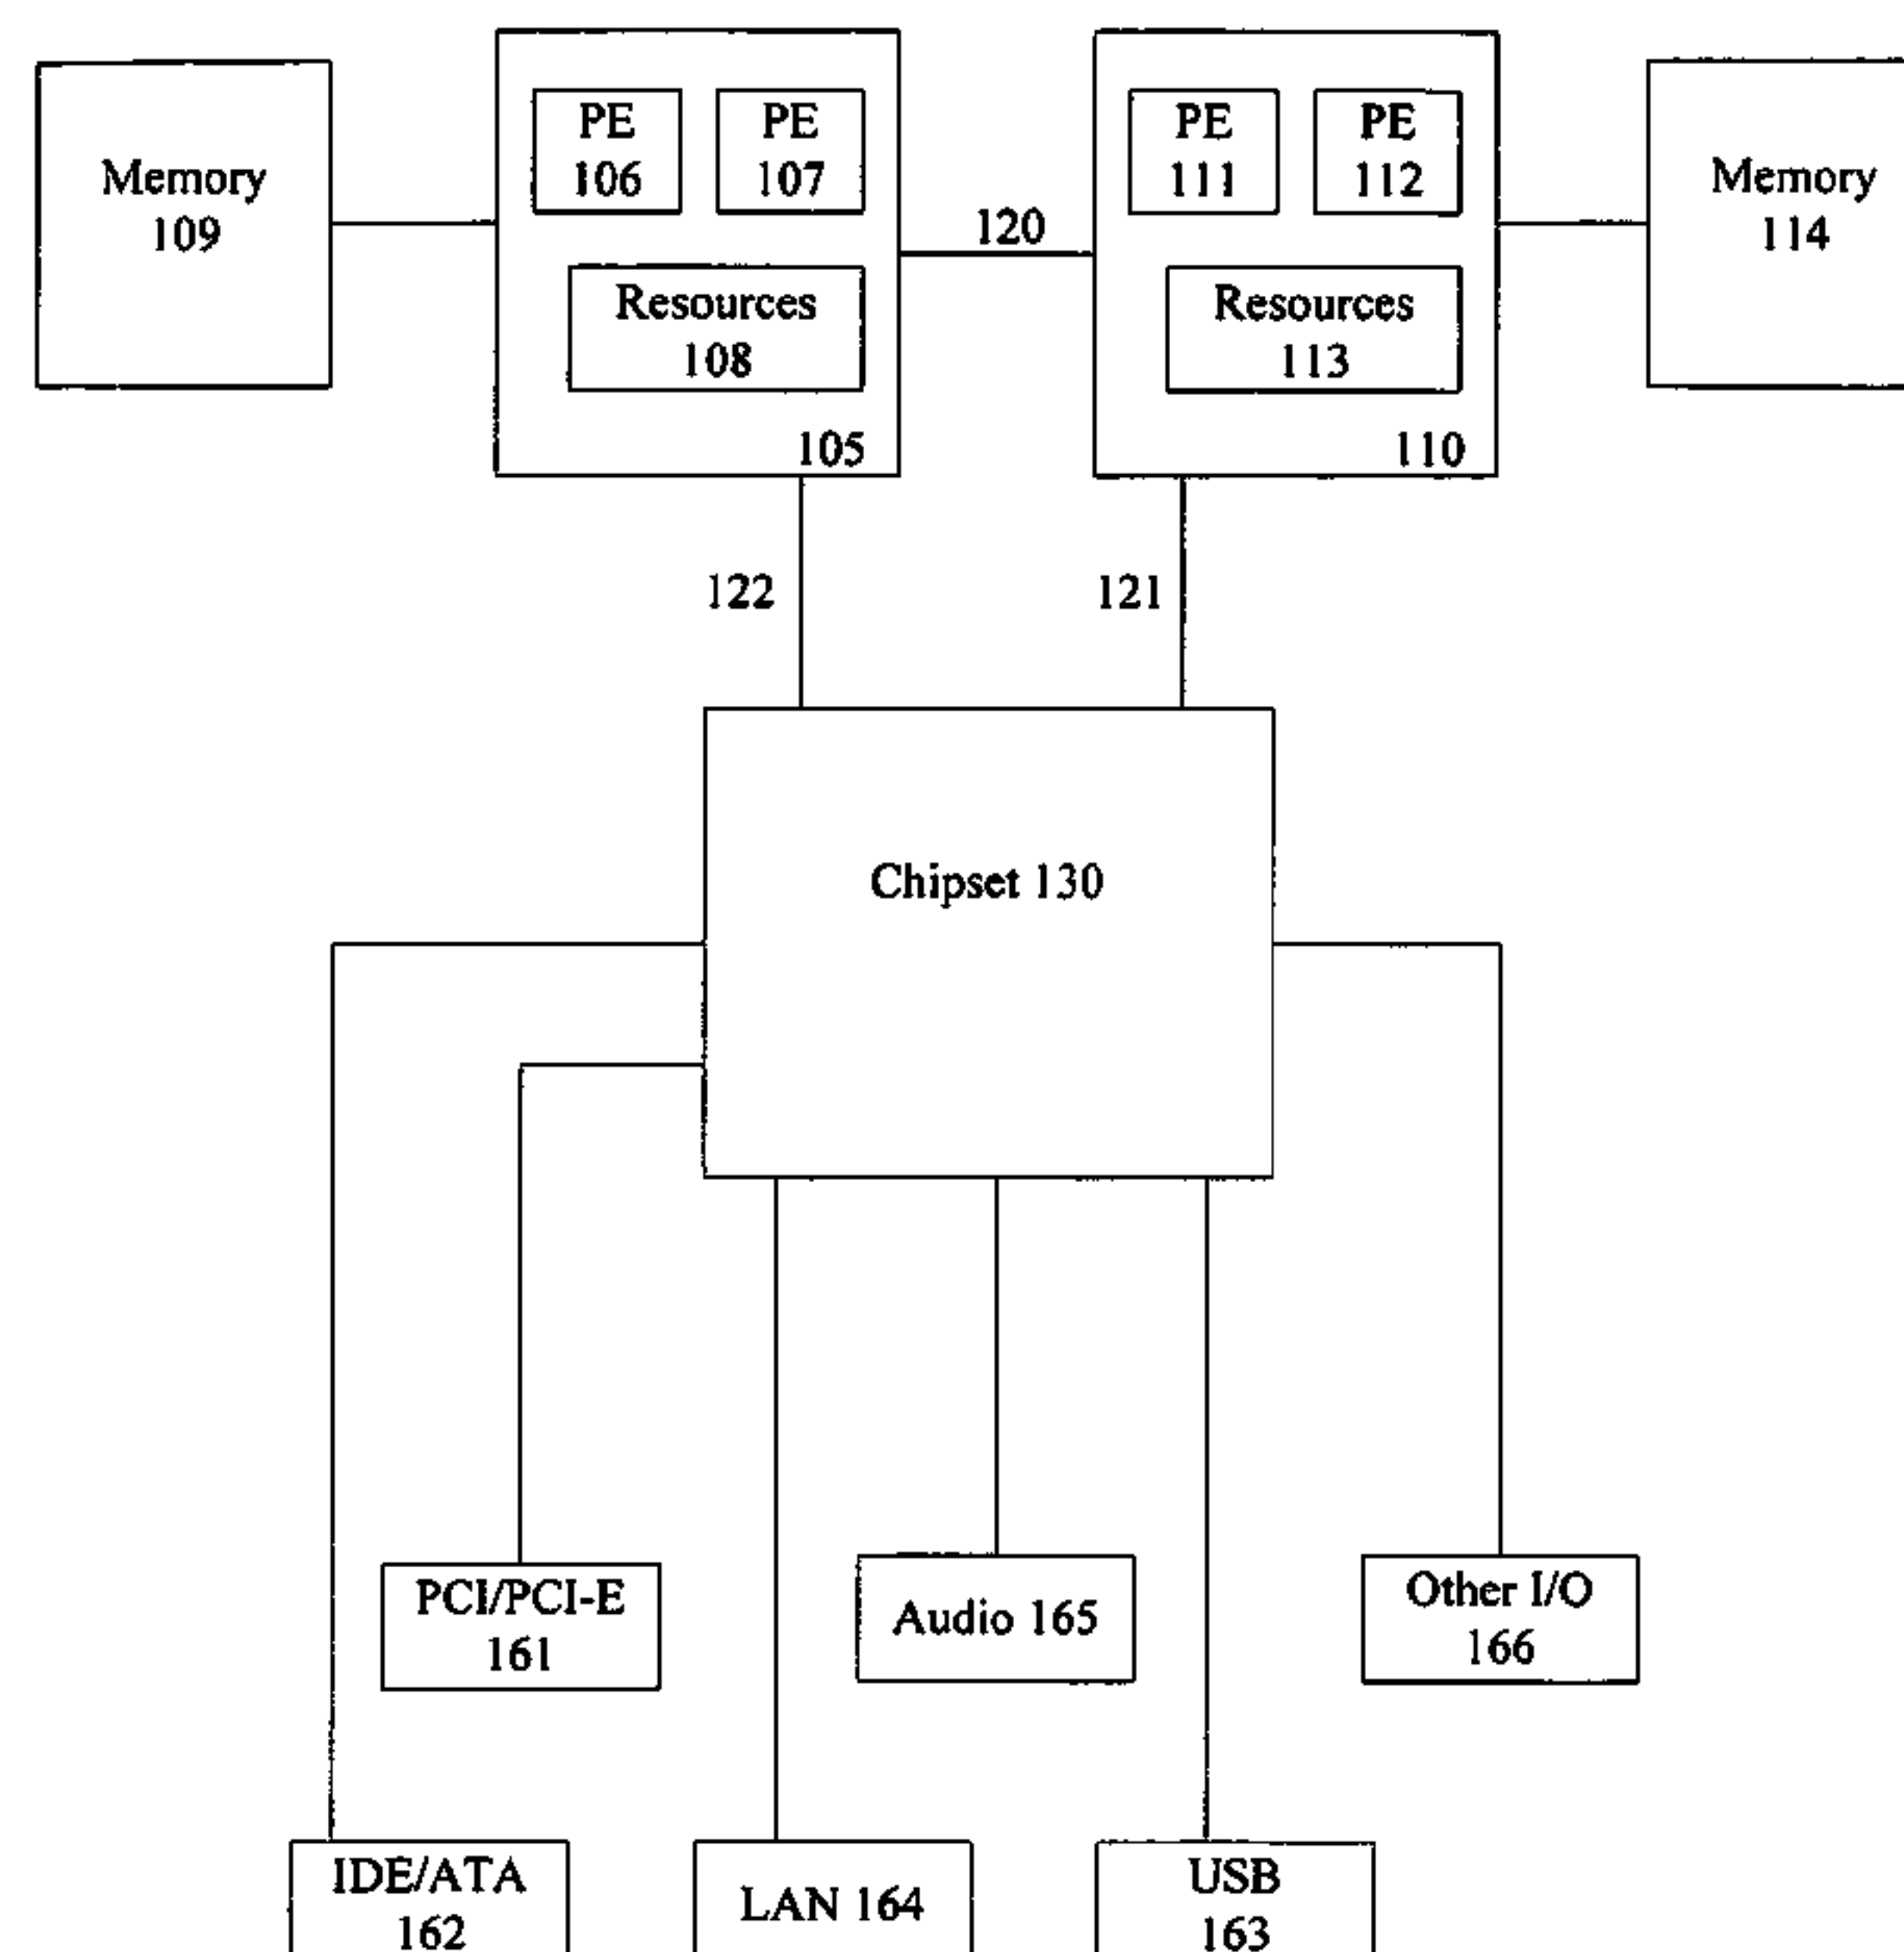 Memory
109
PE
106
PE
107
Resources
108
105
120
PE
111
PE
112
Resources
113
110
Memory
114
122
121
Chipset 130
PCI/PCI-E
161
Audio 165
Other I/O
166
IDE/ATA
162
LAN 164
USB
163